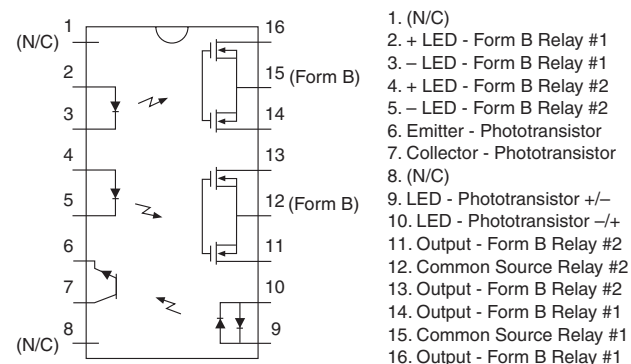 1
(N/C)
2
3
4
5
6
7
8
(N/C)
16
15 (Form B)
14
13
12 (Form B)
11
10
9
1. (N/C)
2. + LED - Form B Relay #1
3. – LED - Form B Relay #1
4. + LED - Form B Relay #2
5. – LED - Form B Relay #2
6. Emitter - Phototransistor
7. Collector - Phototransistor
8. (N/C)
9. LED - Phototransistor +/–
10. LED - Phototransistor –/+
11. Output - Form B Relay #2
12. Common Source Relay #2
13. Output - Form B Relay #2
14. Output - Form B Relay #1
15. Common Source Relay #1
16. Output - Form B Relay #1